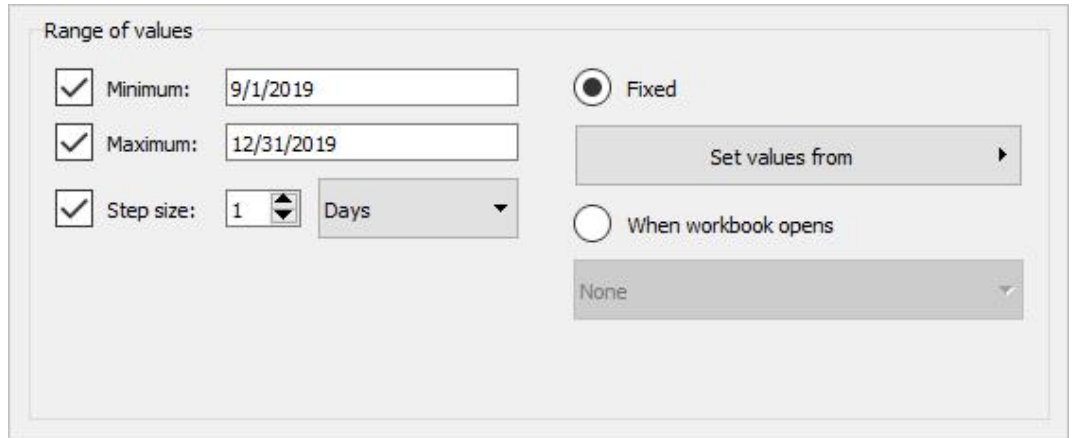 Range of values
Minimum: 9/1/2019
Maximum: 12/31/2019
Step size: 1 Days
Fixed
Set values from
When workbook opens
None